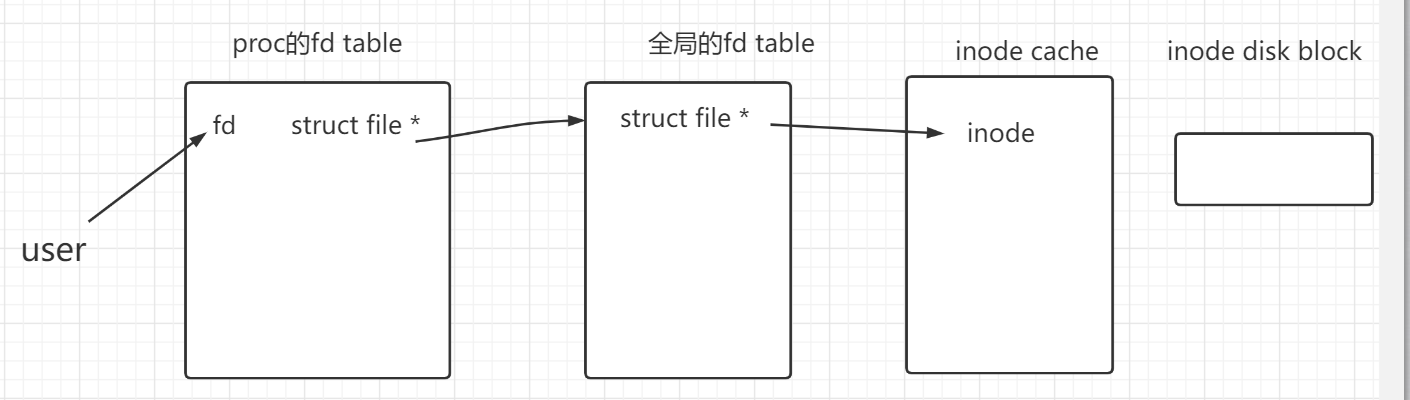 proc的fd table
全局的fd table
inode cache
inode disk block
fd
struct file *
struct file *
inode
user